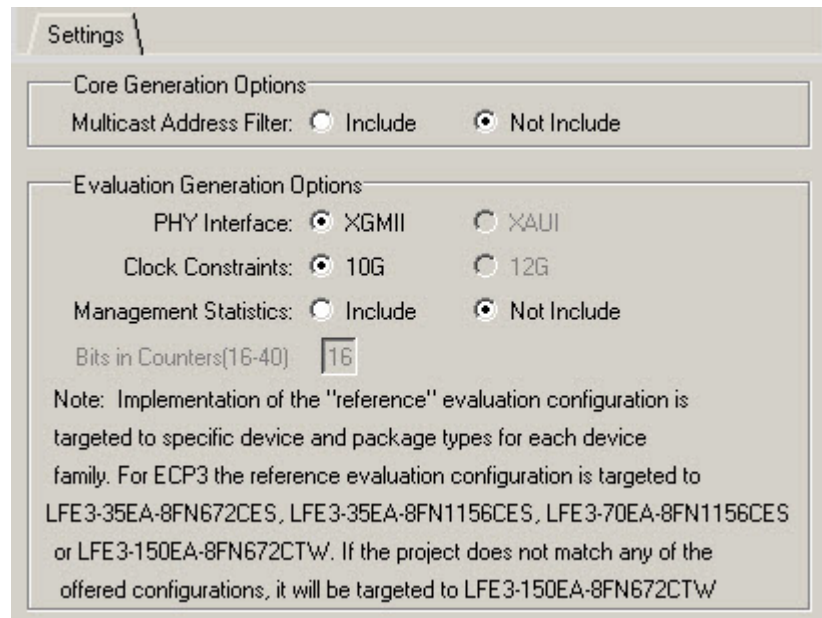 Settings
Core Generation Options
Multicast Address Filter: Include Not Include
Evaluation Generation Options
PHY Interface: XGMII XAUI
Clock Constraints: 10G 12G
Management Statistics: Include Not Include
Bits in Counters(16-40) 16
Note: Implementation of the "reference" evaluation configuration is
targeted to specific device and package types for each device
family. For ECP3 the reference evaluation configuration is targeted to
LFE3-35EA-8FN672CES, LFE3-35EA-8FN1156CES, LFE3-70EA-8FN1156CES
or LFE3-150EA-8FN672CTW. If the project does not match any of the
offered configurations, it will be targeted to LFE3-150EA-8FN672CTW